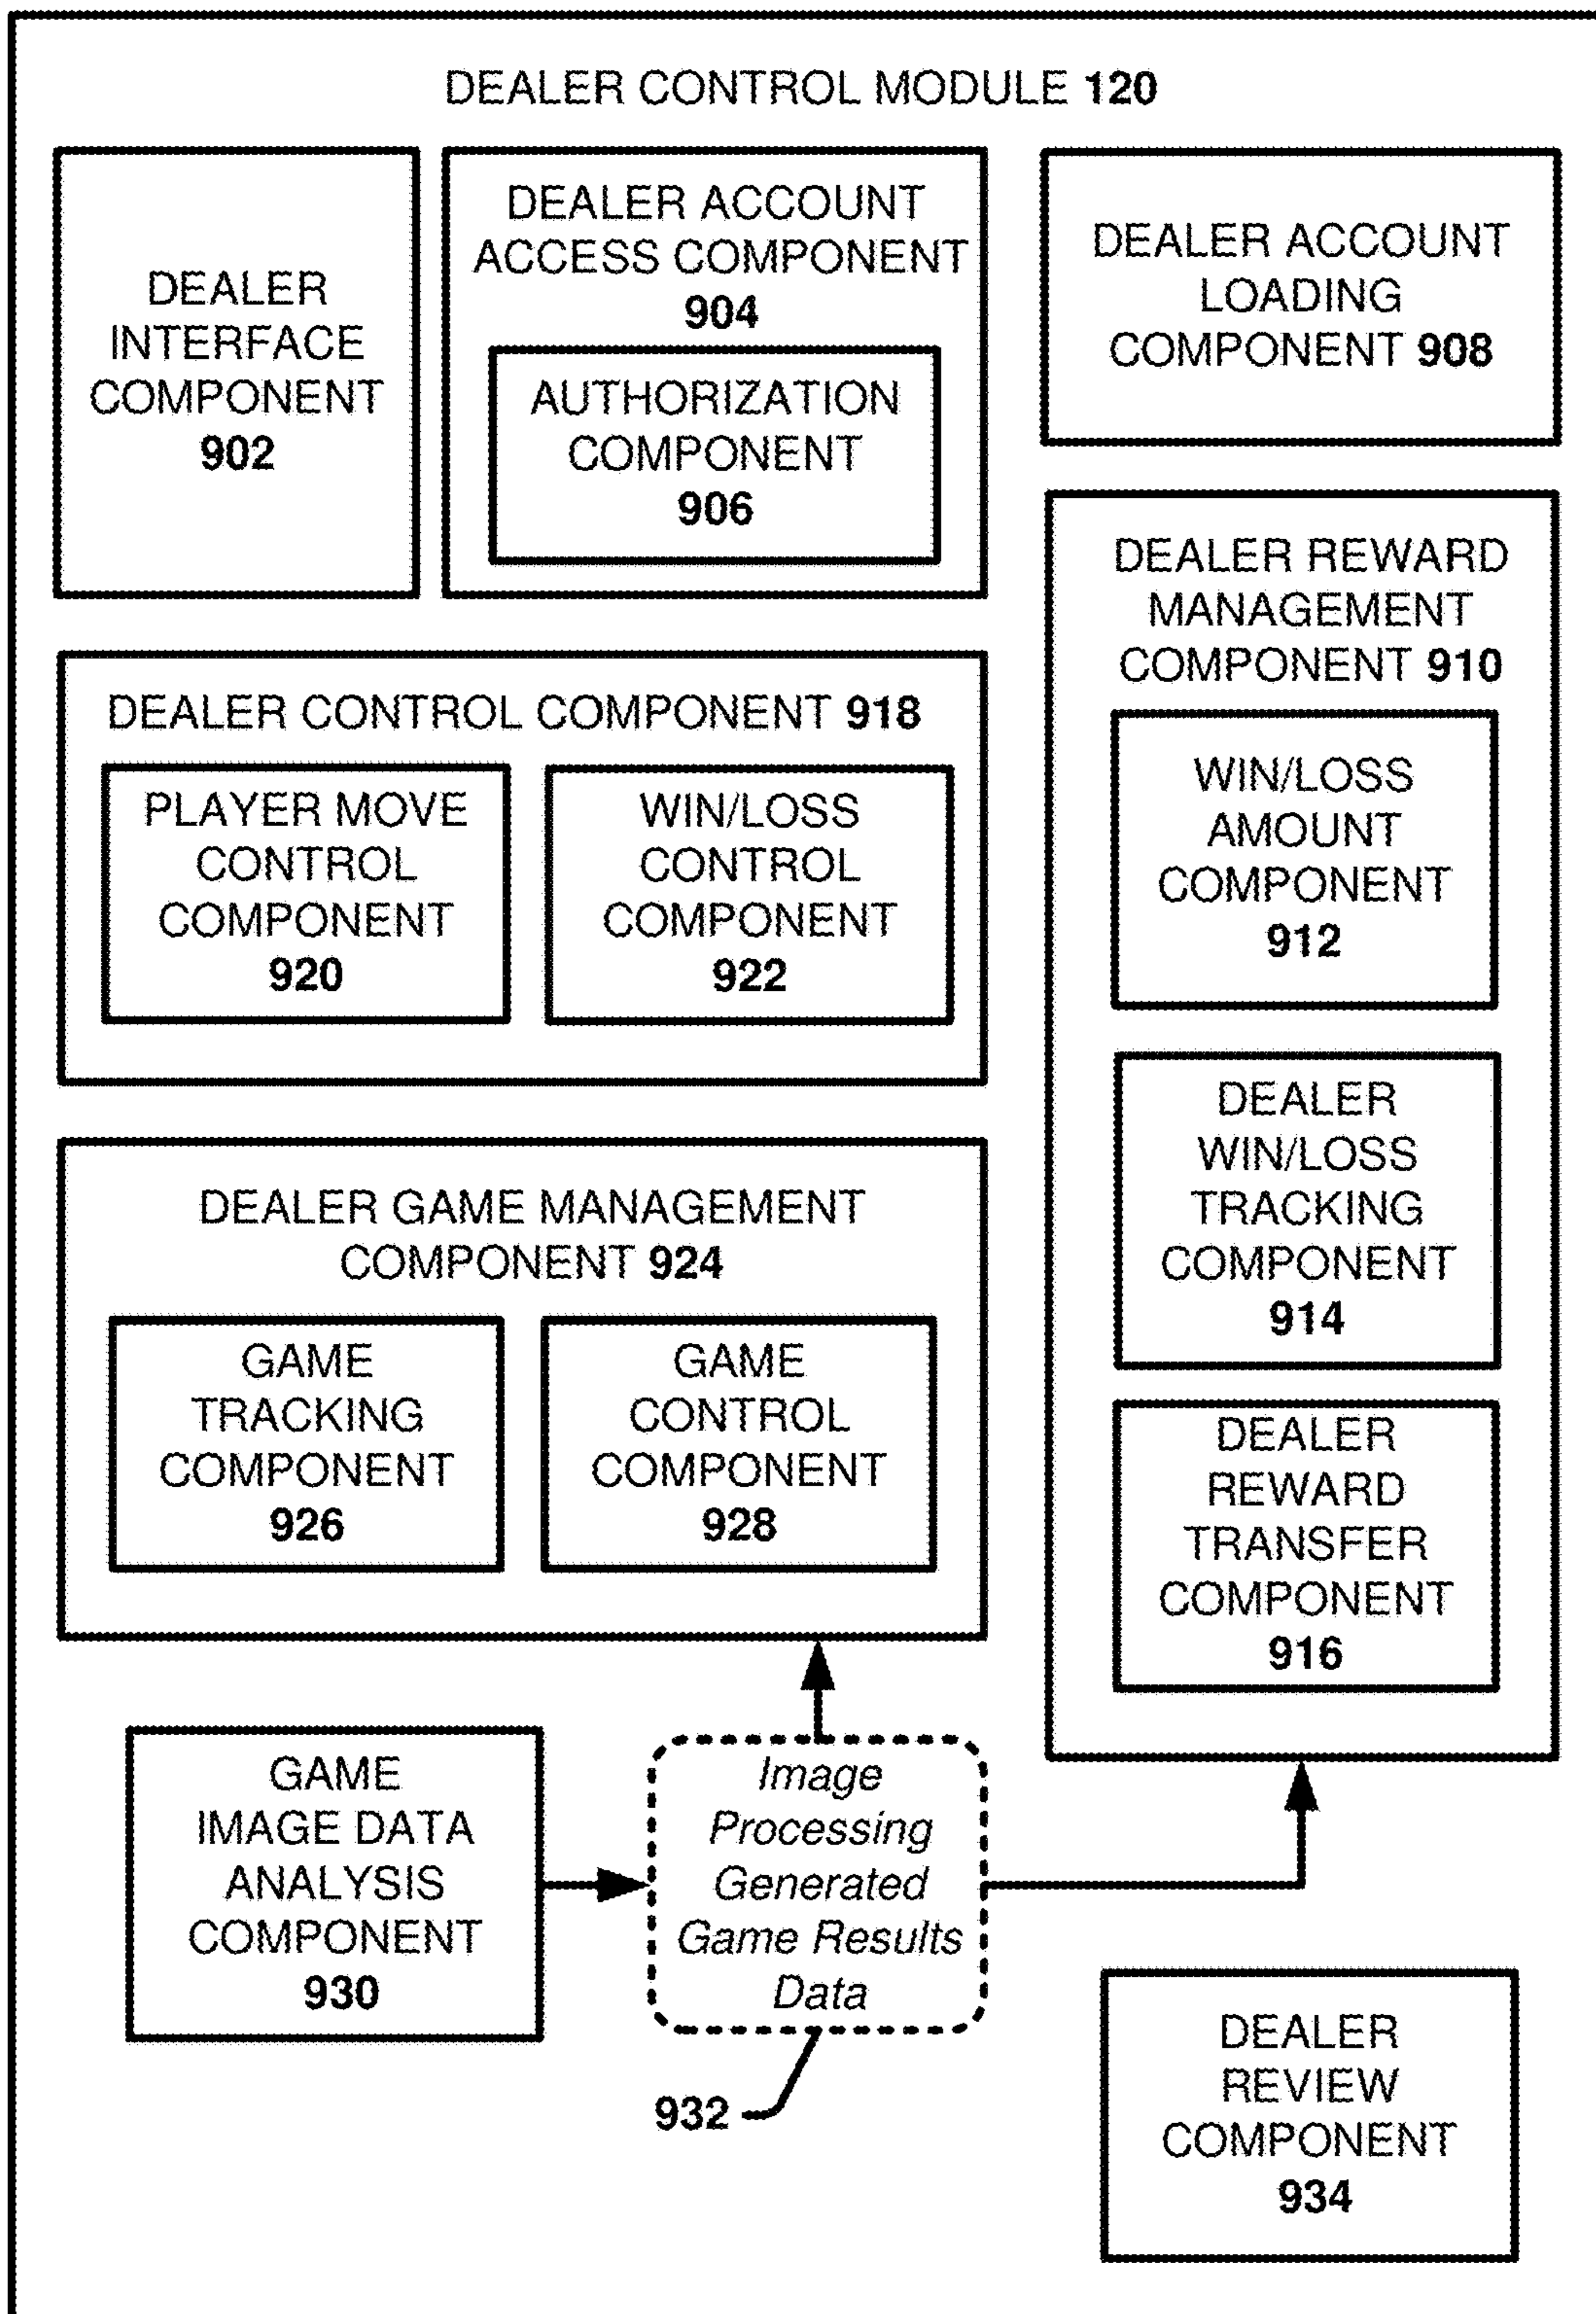 DEALER CONTROL MODULE 120
DEALER
INTERFACE
COMPONENT
902
DEALER ACCOUNT
ACCESS COMPONENT
904
AUTHORIZATION
COMPONENT
906
DEALER ACCOUNT
LOADING
COMPONENT 908
DEALER REWARD
MANAGEMENT
COMPONENT 910
WIN/LOSS
AMOUNT
COMPONENT
912
DEALER
WIN/LOSS
TRACKING
COMPONENT
914
DEALER
REWARD
TRANSFER
COMPONENT
916
DEALER CONTROL COMPONENT 918
PLAYER MOVE
CONTROL
COMPONENT
920
WIN/LOSS
CONTROL
COMPONENT
922
DEALER GAME MANAGEMENT
COMPONENT 924
GAME
TRACKING
COMPONENT
926
GAME
CONTROL
COMPONENT
928
GAME
IMAGE DATA
ANALYSIS
COMPONENT
930
Image
Processing
Generated
Game Results
Data
932
DEALER
REVIEW
COMPONENT
934